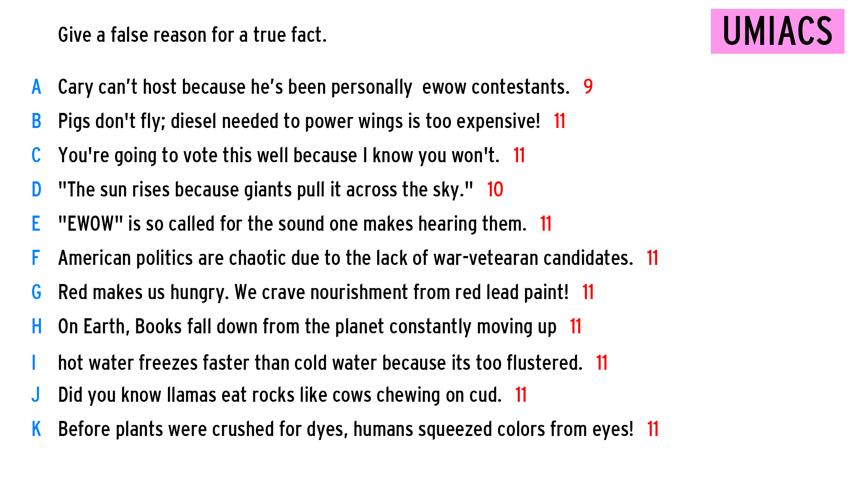 Give a false reason for a true fact.
UMIACS
A Cary can't host because he's been personally ewow contestants. 9
B Pigs don't fly; diesel needed to power wings is too expensive! 11
C You're going to vote this well because I know you won't. 11
D "The sun rises because giants pull it across the sky." 10
E "EWOW" is so called for the sound one makes hearing them. 11
F American politics are chaotic due to the lack of war-vetearan candidates. 11
G Red makes us hungry. We crave nourishment from red lead paint! 11
H On Earth, Books fall down from the planet constantly moving up 11
I hot water freezes faster than cold water because its too flustered. 11
J Did you know llamas eat rocks like cows chewing on cud. 11
K Before plants were crushed for dyes, humans squeezed colors from eyes! 11